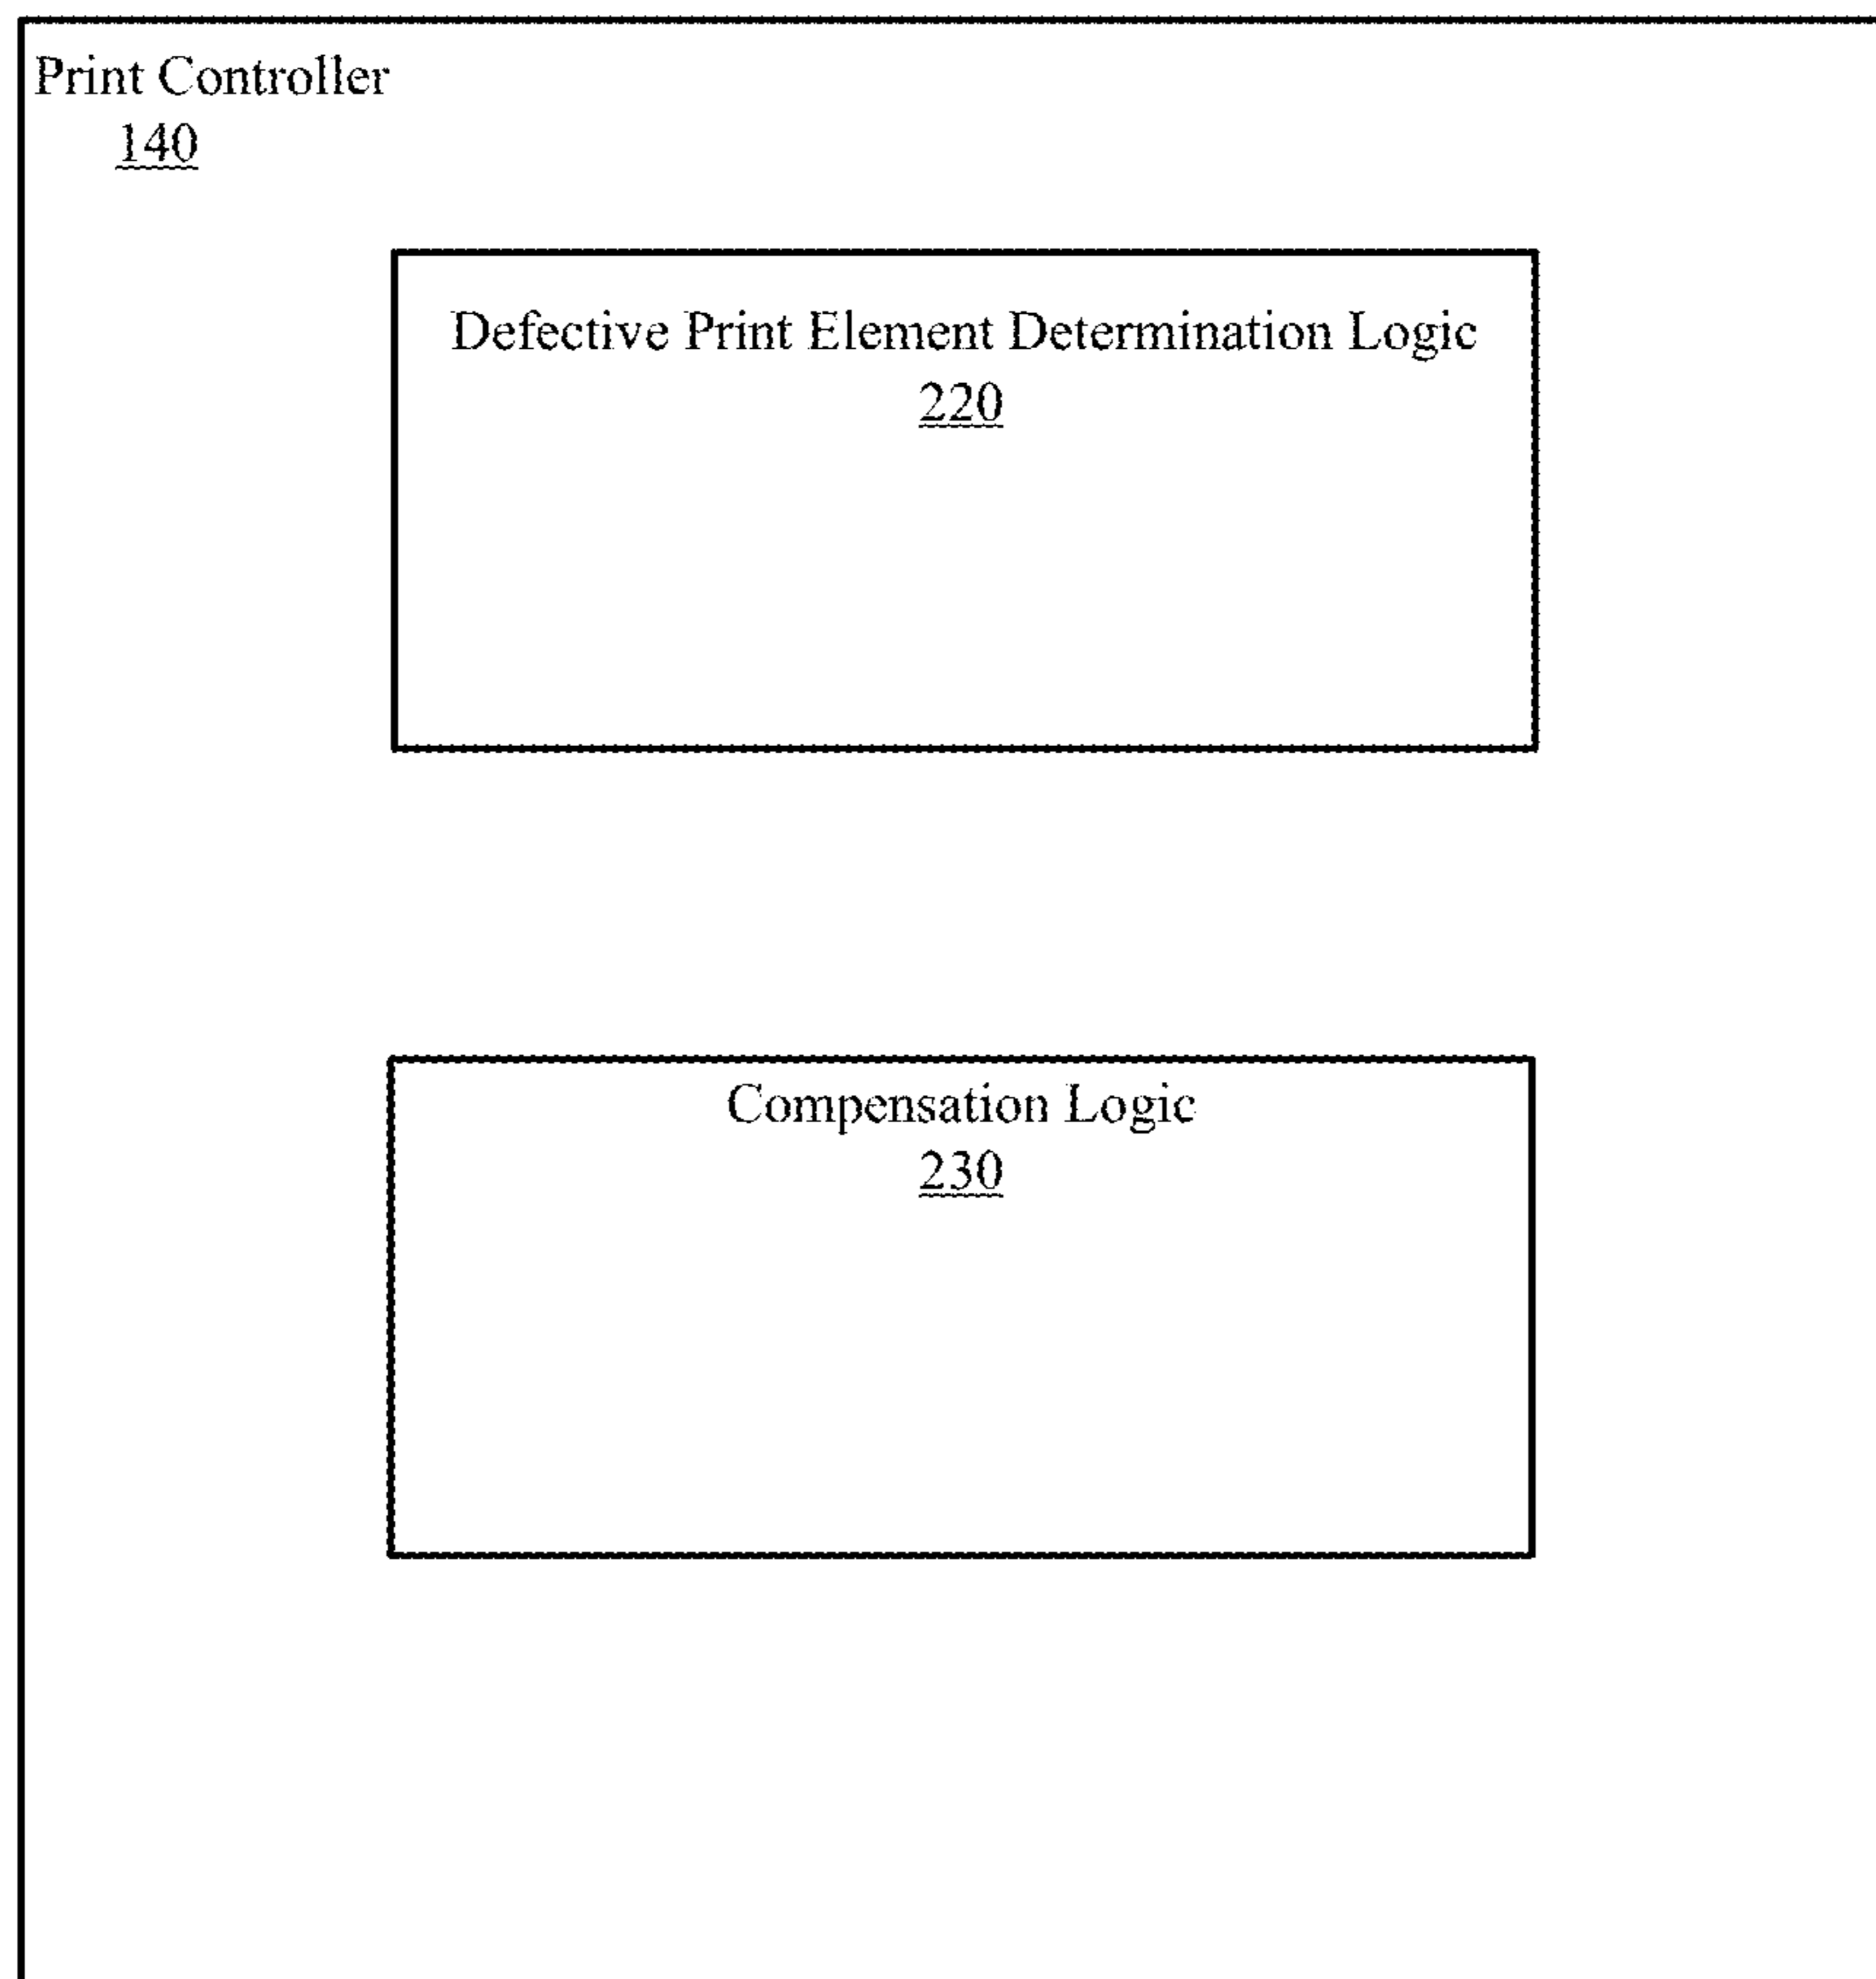 Print Controller
140
Defective Print Element Determination Logic
220
Compensation Logic
230